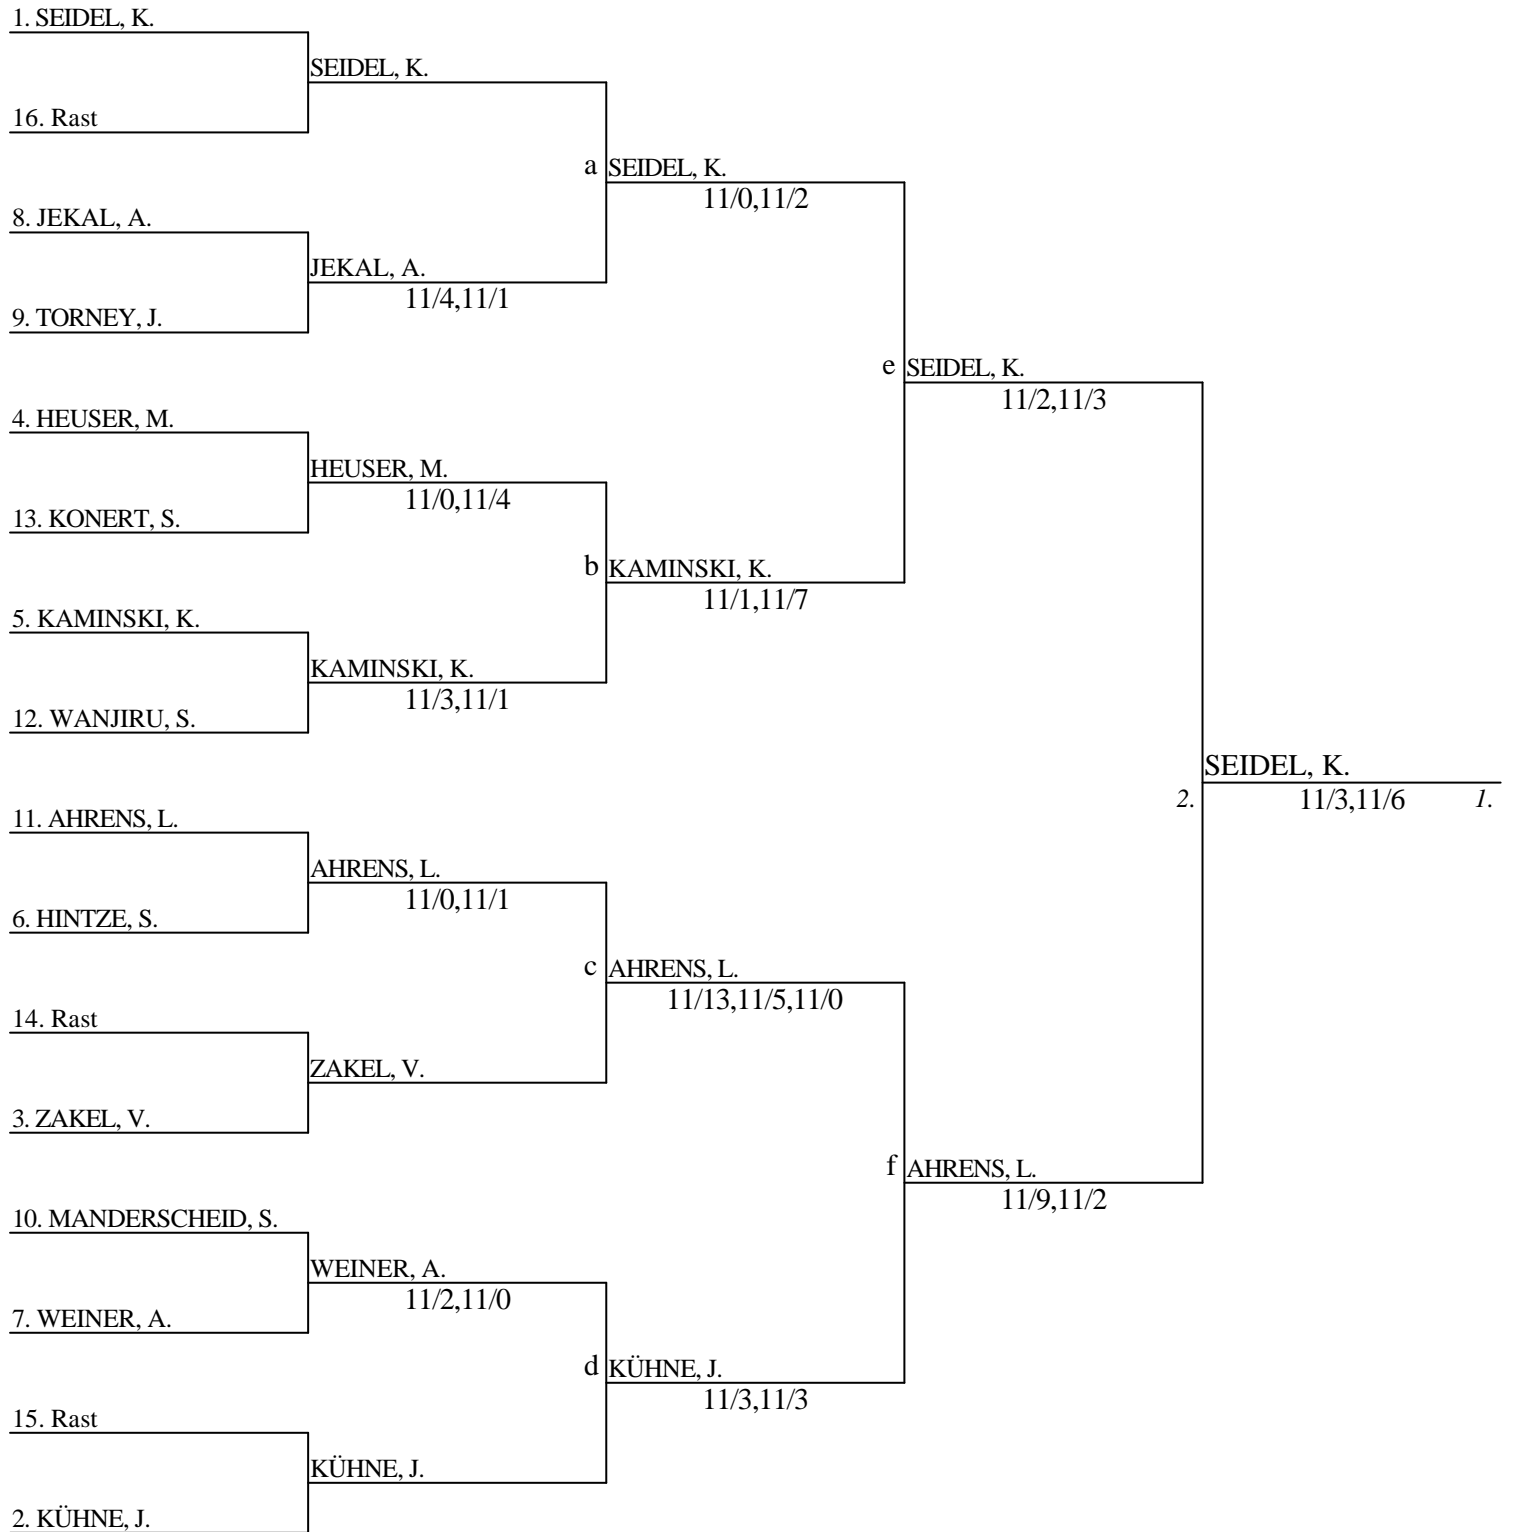 1. SEIDEL, K.
SEIDEL, K.
16. Rast
a SEIDEL, K.
11/0,11/2
8. JEKAL, A.
JEKAL, A.
11/4,11/1
9. TORNEY, J.
e SEIDEL, K.
11/2,11/3
4. HEUSER, M.
HEUSER, M.
11/0,11/4
13. KONERT, S.
b KAMINSKI, K.
11/1,11/7
5. KAMINSKI, K.
KAMINSKI, K.
11/3,11/1
12. WANJIRU, S.
SEIDEL, K.
2. 11/3,11/6 1.
11. AHRENS, L.
AHRENS, L.
11/0,11/1
6. HINTZE, S.
c AHRENS, L.
11/13,11/5,11/0
14. Rast
ZAKEL, V.
3. ZAKEL, V.
f AHRENS, L.
11/9,11/2
10. MANDERSCHEID, S.
WEINER, A.
11/2,11/0
7. WEINER, A.
d KÜHNE, J.
11/3,11/3
15. Rast
KÜHNE, J.
2. KÜHNE, J.